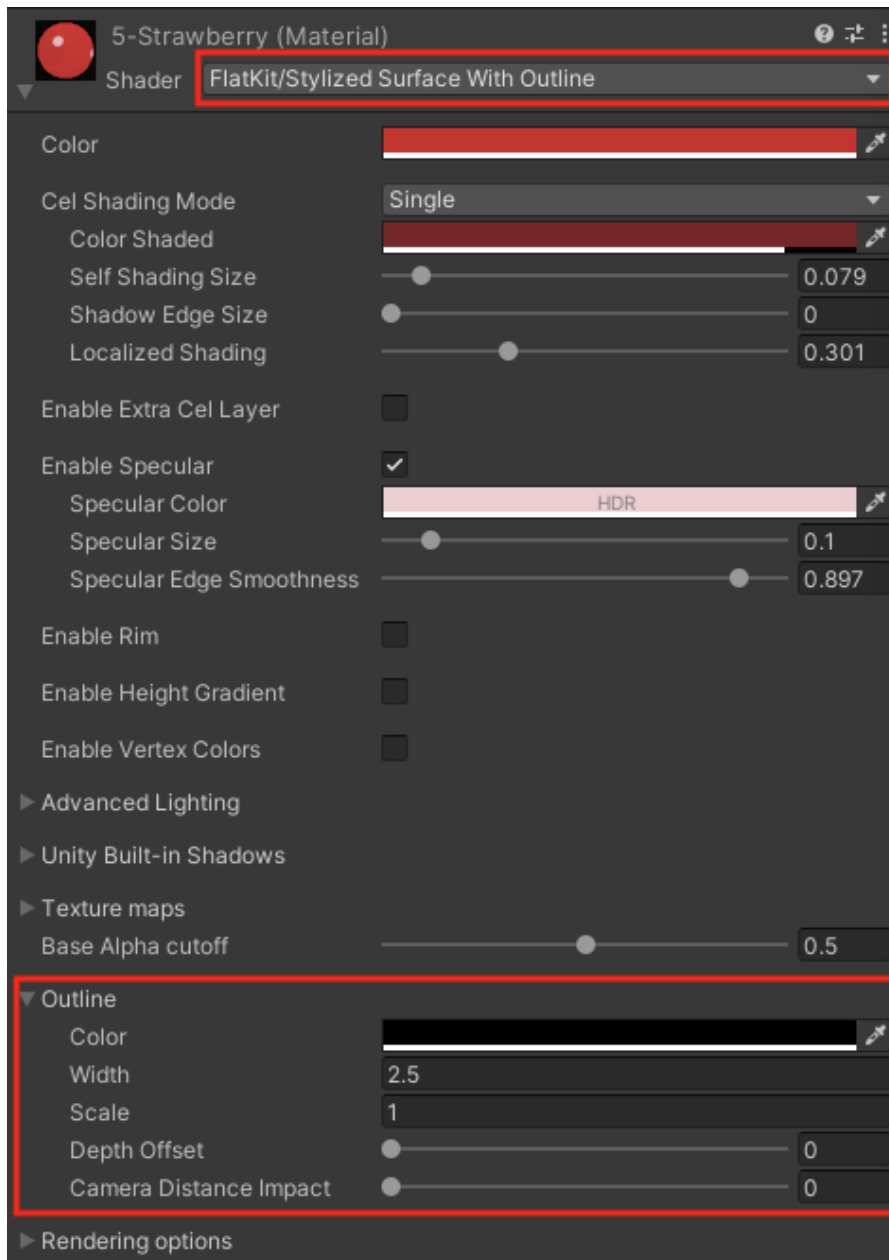 5-Strawberry (Material)
Shader FlatKit/Stylized Surface With Outline
Color
Cel Shading Mode Single
Color Shaded
Self Shading Size 0.079
Shadow Edge Size 0
Localized Shading 0.301
Enable Extra Cel Layer
Enable Specular
Specular Color HDR
Specular Size 0.1
Specular Edge Smoothness 0.897
Enable Rim
Enable Height Gradient
Enable Vertex Colors
Advanced Lighting
Unity Built-in Shadows
Texture maps
Base Alpha cutoff 0.5
Outline
Color
Width 2.5
Scale 1
Depth Offset 0
Camera Distance Impact 0
Rendering options